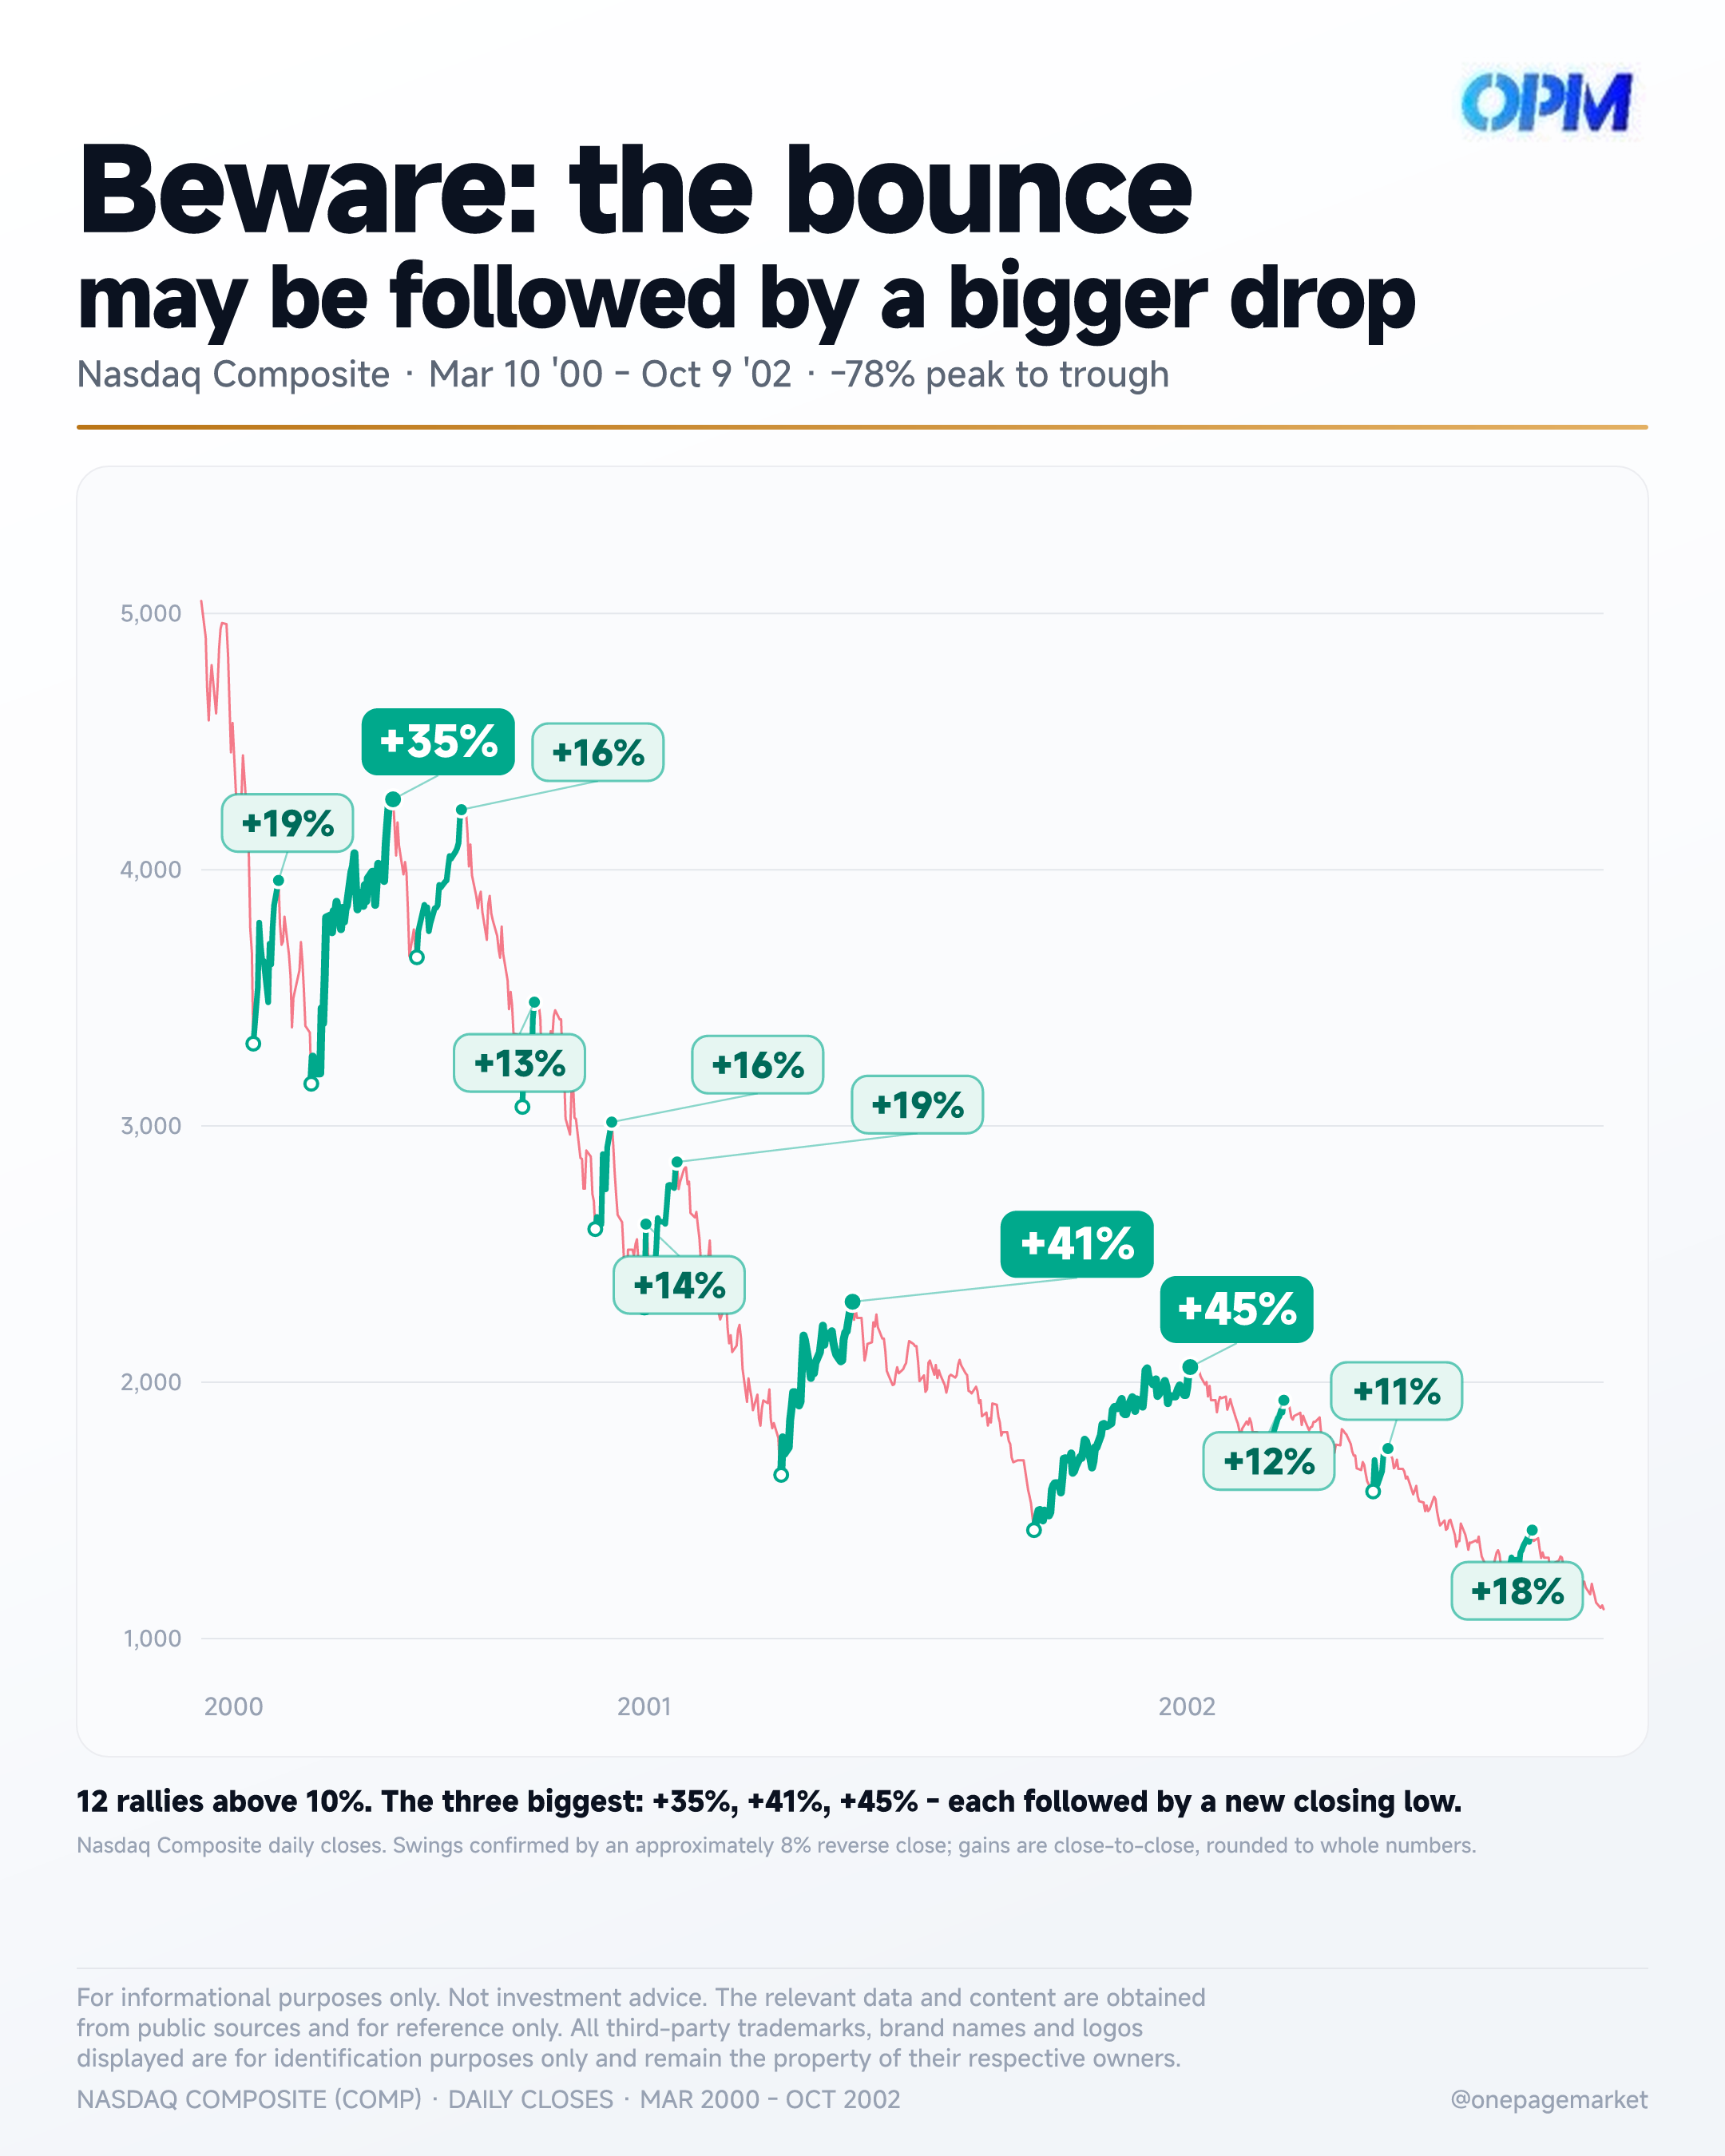 OPM
Beware: the bounce
may be followed by a bigger drop
Nasdaq Composite · Mar 10 '00 – Oct 9 '02 · -78% peak to trough
5,000
+35%
+16%
+19%
4,000
+13%
+16%
+19%
3,000
+14%
+41%
+45%
2,000
+11%
+12%
+18%
1,000
2000 2001 2002
12 rallies above 10%. The three biggest: +35%, +41%, +45% – each followed by a new closing low.
Nasdaq Composite daily closes. Swings confirmed by an approximately 8% reverse close; gains are close-to-close, rounded to whole numbers.
For informational purposes only. Not investment advice. The relevant data and content are obtained
from public sources and for reference only. All third-party trademarks, brand names and logos
displayed are for identification purposes only and remain the property of their respective owners.
NASDAQ COMPOSITE (COMP) · DAILY CLOSES · MAR 2000 – OCT 2002
@onepagemarket